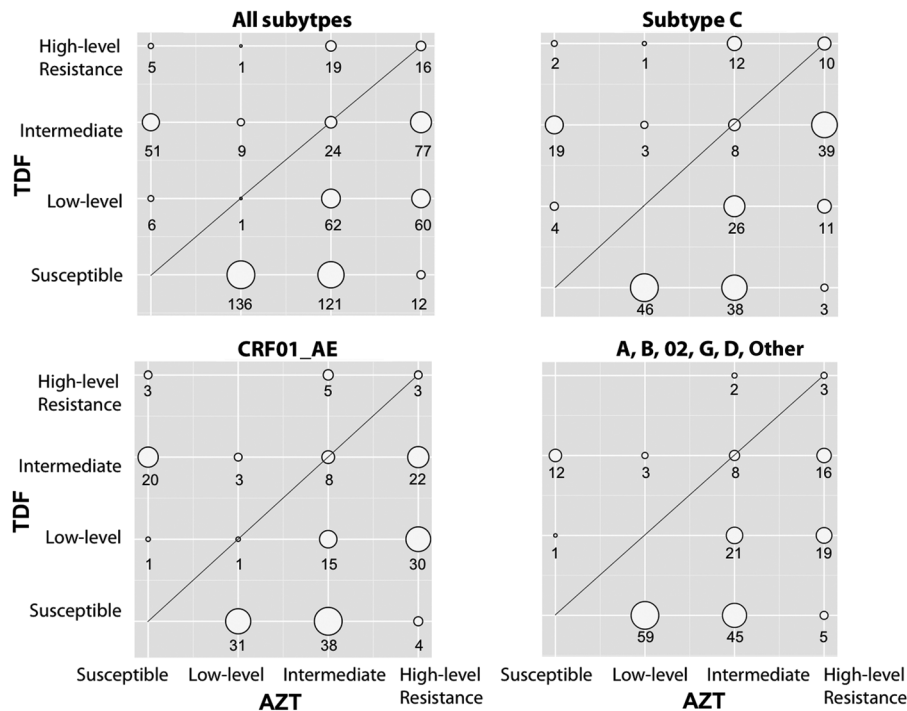 All subytpes
High-level
Resistance
5 1 19 16
Intermediate
51 9 24 77
TDF
Low-level
6 1 62 60
Susceptible
136 121 12
Subtype C
2 1 12 10
19 3 8 39
4 26 11
46 38 3
CRF01_AE
High-level
Resistance
3 5 3
Intermediate
20 3 8 22
TDF
Low-level
1 1 15 30
Susceptible
31 38 4
Susceptible Low-level Intermediate High-level
Resistance
AZT
A, B, 02, G, D, Other
2 3
12 3 8 16
1 21 19
59 45 5
Susceptible Low-level Intermediate High-level
Resistance
AZT